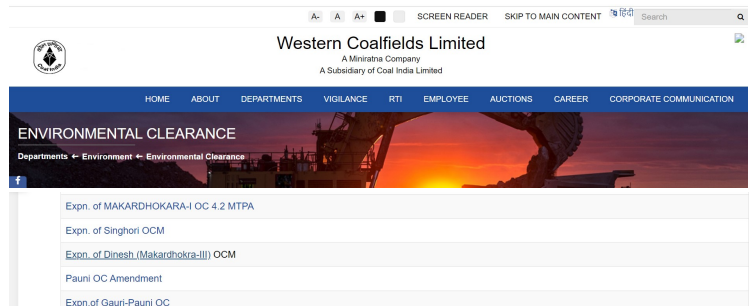 A- A A+ SCREEN READER SKIP TO MAIN CONTENT हिंदी Search
Western Coalfields Limited
A Miniratna Company
A Subsidiary of Coal India Limited
HOME ABOUT DEPARTMENTS VIGILANCE RTI EMPLOYEE AUCTIONS CAREER CORPORATE COMMUNICATION
ENVIRONMENTAL CLEARANCE
Departments ← Environment ← Environmental Clearance
f
Expn. of MAKARDHOKARA-I OC 4.2 MTPA
Expn. of Singhori OCM
Expn. of Dinesh (Makardhokra-III) OCM
Pauni OC Amendment
Expn.of Gauri-Pauni OC